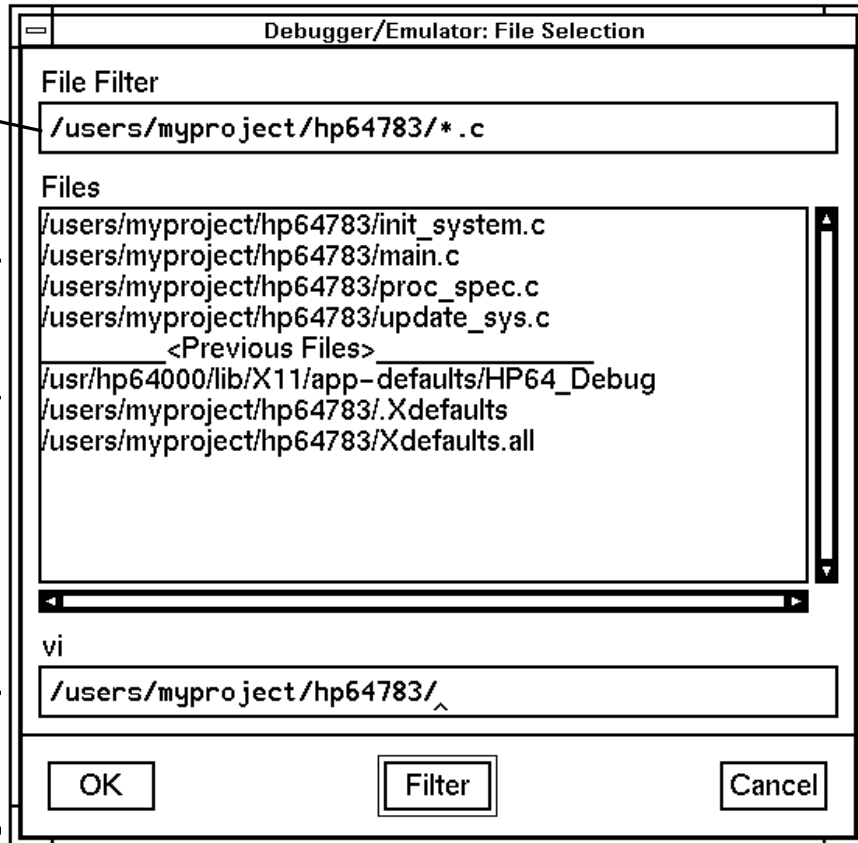 Debugger/Emulator: File Selection
File Filter
/users/myproject/hp64783/*.c
Files
/users/myproject/hp64783/init_system.c
/users/myproject/hp64783/main.c
/users/myproject/hp64783/proc_spec.c
/users/myproject/hp64783/update_sys.c
________<Previous Files>______________
/usr/hp64000/lib/X11/app-defaults/HP64_Debug
/users/myproject/hp64783/.Xdefaults
/users/myproject/hp64783/Xdefaults.all
vi
/users/myproject/hp64783/
OK Filter Cancel